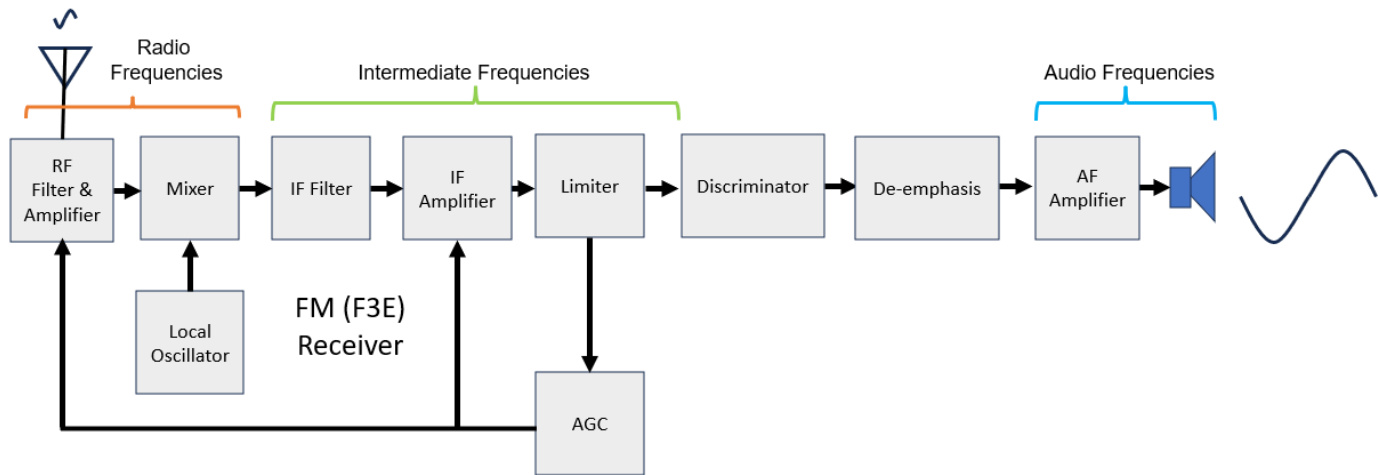 Radio
Frequencies
Intermediate Frequencies
Audio Frequencies
RF
Filter &
Amplifier
Mixer
IF Filter
IF
Amplifier
Limiter
Discriminator
De-emphasis
AF
Amplifier
Local
Oscillator
FM (F3E)
Receiver
AGC